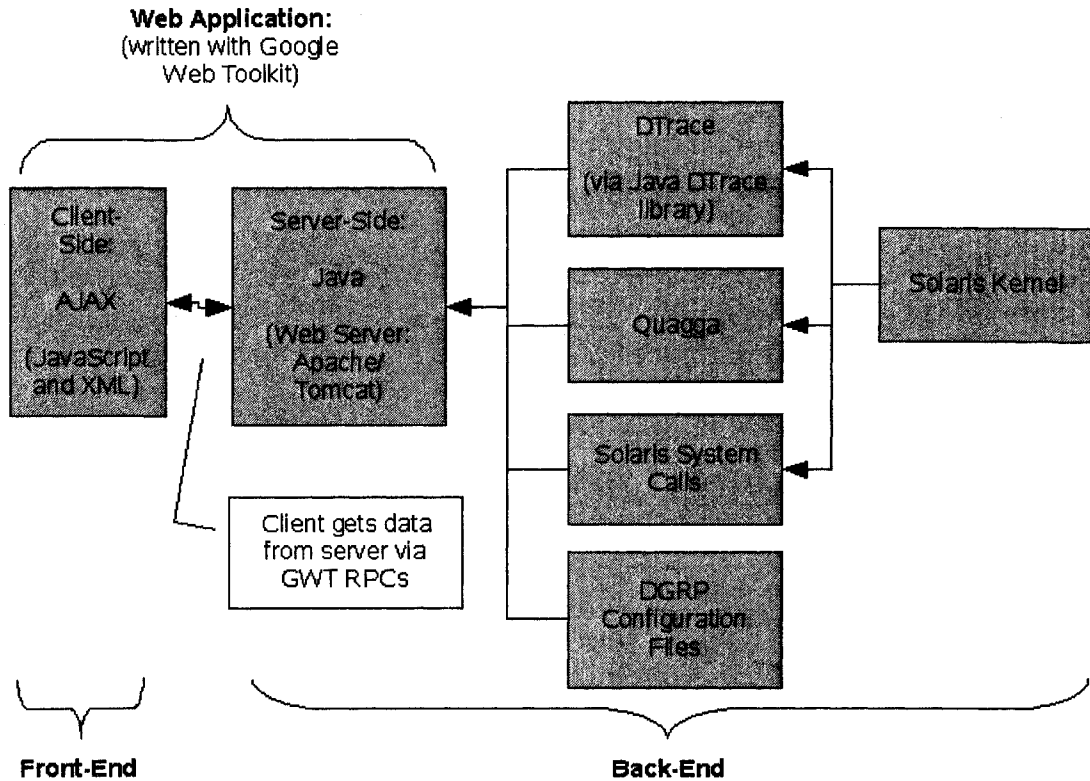 Web Application:
(written with Google
Web Toolkit)
Client-
Side:
AJAX
(JavaScript
and XML)
Server-Side:
Java
(Web Server:
Apache/
Tomcat)
Client gets data
from server via
GWT RPCs
DTrace
(via Java DTrace
library)
Quagga
Solaris System
Calls
DGRP
Configuration
Files
Solaris Kernel
Front-End
Back-End